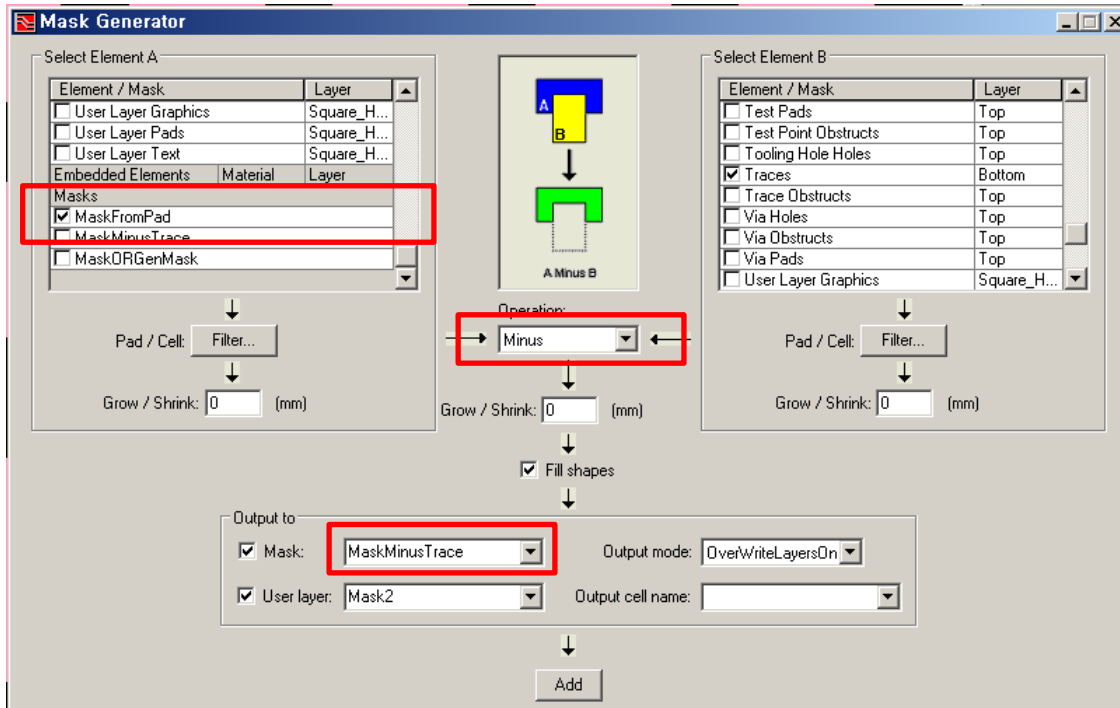 Mask Generator
Select Element A
Element / Mask Layer
User Layer Graphics Square_H...
User Layer Pads Square_H...
User Layer Text Square_H...
Embedded Elements Material Layer
Masks
MaskFromPad
MaskMinusTrace
MaskORGenMask
Pad / Cell: Filter...
Grow / Shrink: 0 (mm)
A
B
A Minus B
Operation:
Minus
Grow / Shrink: 0 (mm)
Select Element B
Element / Mask Layer
Test Pads Top
Test Point Obstructs Top
Tooling Hole Holes Top
Traces Bottom
Trace Obstructs Top
Via Holes Top
Via Obstructs Top
Via Pads Top
User Layer Graphics Square_H...
Pad / Cell: Filter...
Grow / Shrink: 0 (mm)
Fill shapes
Output to
Mask: MaskMinusTrace Output mode: OverWriteLayersOn
User layer: Mask2 Output cell name:
Add